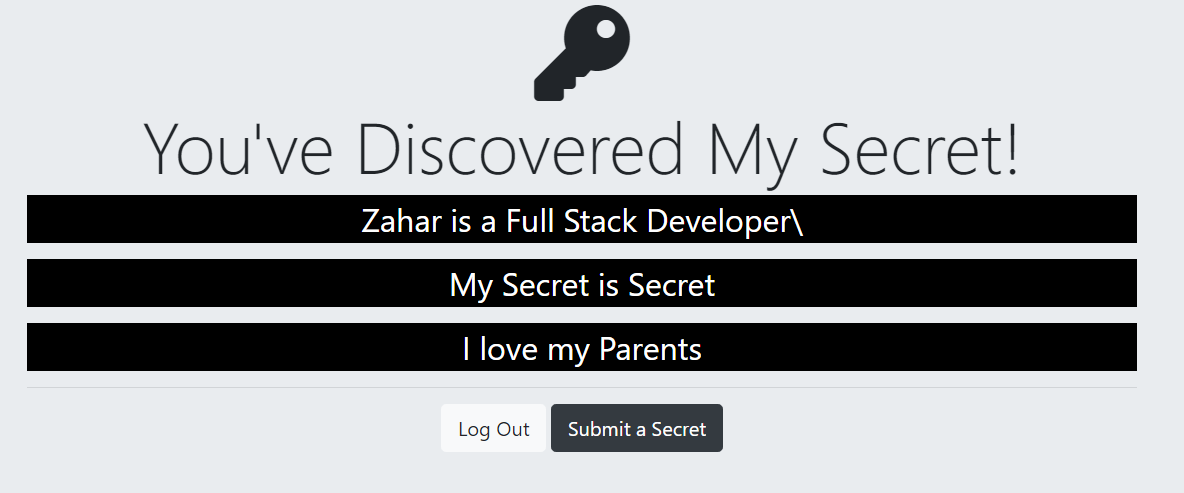 You've Discovered My Secret!
Zahar is a Full Stack Developer\
My Secret is Secret
I love my Parents
Log Out
Submit a Secret